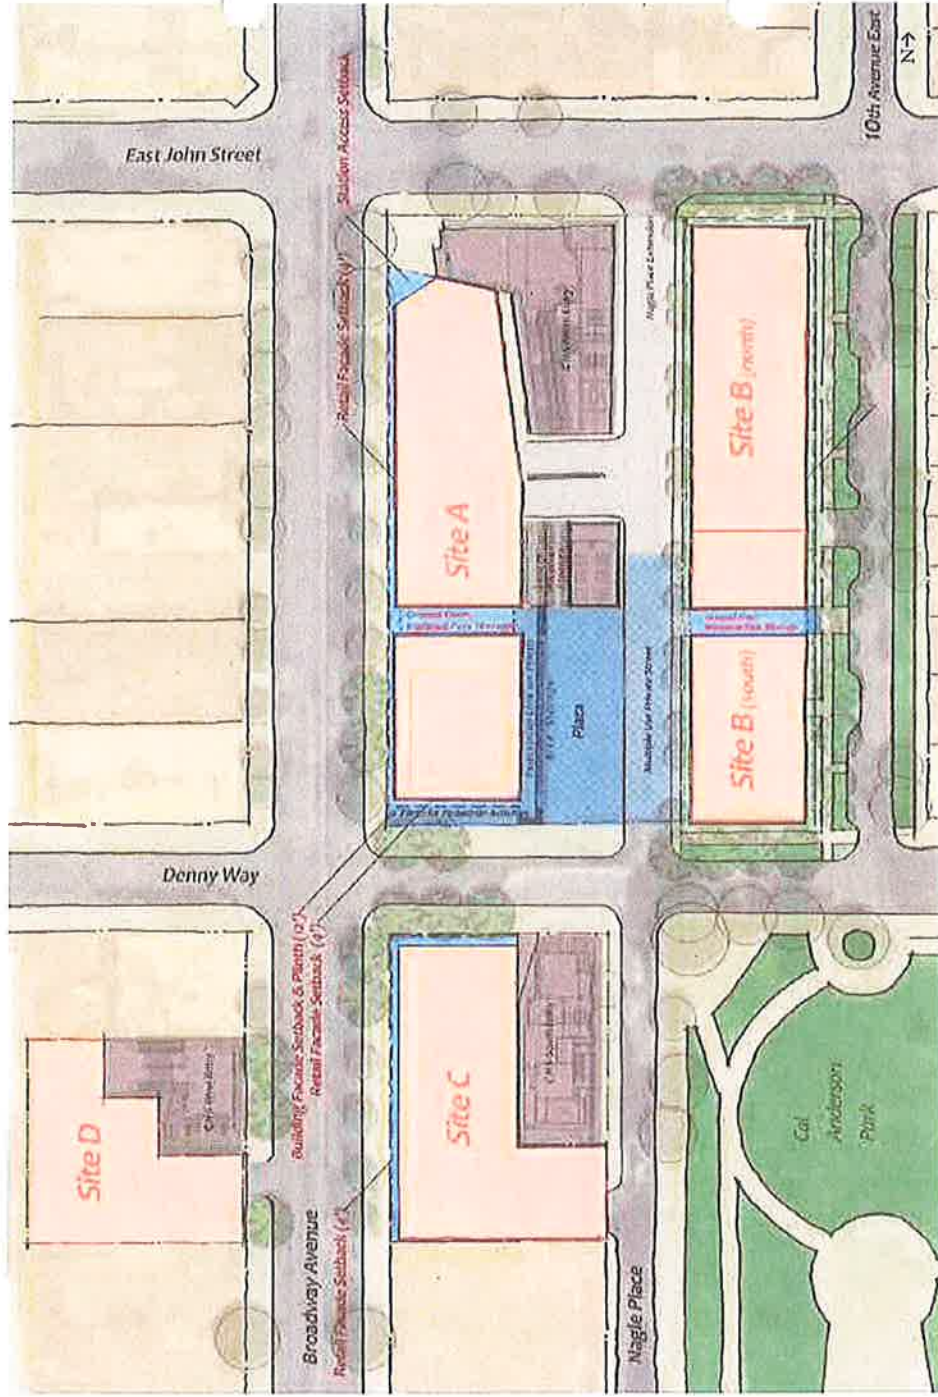 East John Street
Station Access Setback
Retail Facade Setback (4')
10th Avenue East
N→
Nagle Place Extension
Site A
Site B (north)
Site B (south)
Plaza
Multiple Use Private Street
Denny Way
Building Facade Setback & Plinth (12')
Retail Facade Setback (4')
Site D
Site C
Cal
Anderson
Park
Broadway Avenue
Retail Facade Setback (4')
Nagle Place